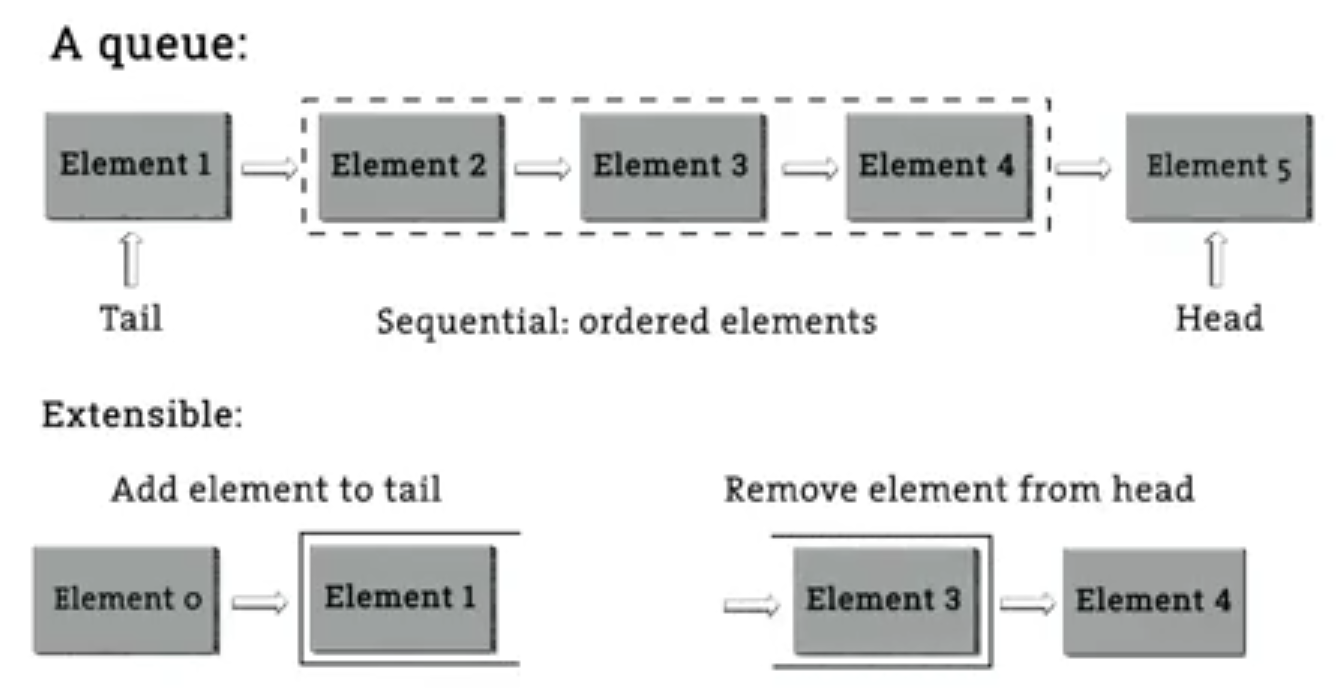 A queue:
Element 1
Element 2
Element 3
Element 4
Element 5
Tail
Sequential: ordered elements
Head
Extensible:
Add element to tail
Remove element from head
Element 0
Element 1
Element 3
Element 4